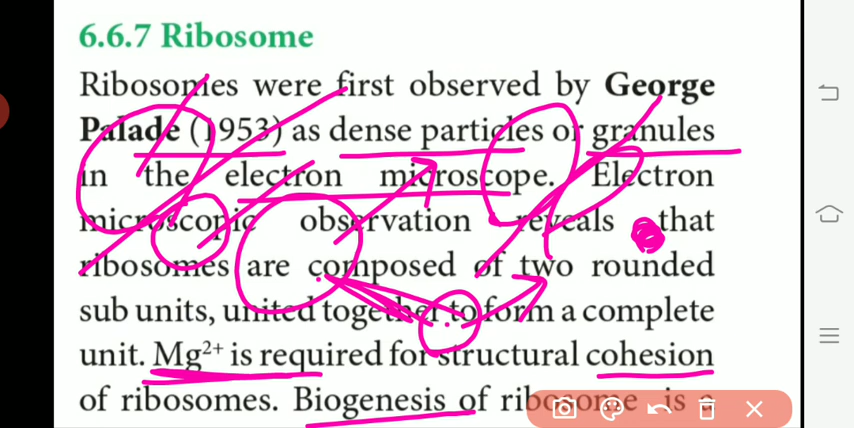 6.6.7 Ribosome
Ribosomes were first observed by George
Palade (1953) as dense particles or granules
in the electron microscope. Electron
microscopic observation reveals that
ribosomes are composed of two rounded
sub units, united together to form a complete
unit. Mg²⁺ is required for structural cohesion
of ribosomes. Biogenesis of ribosome is a